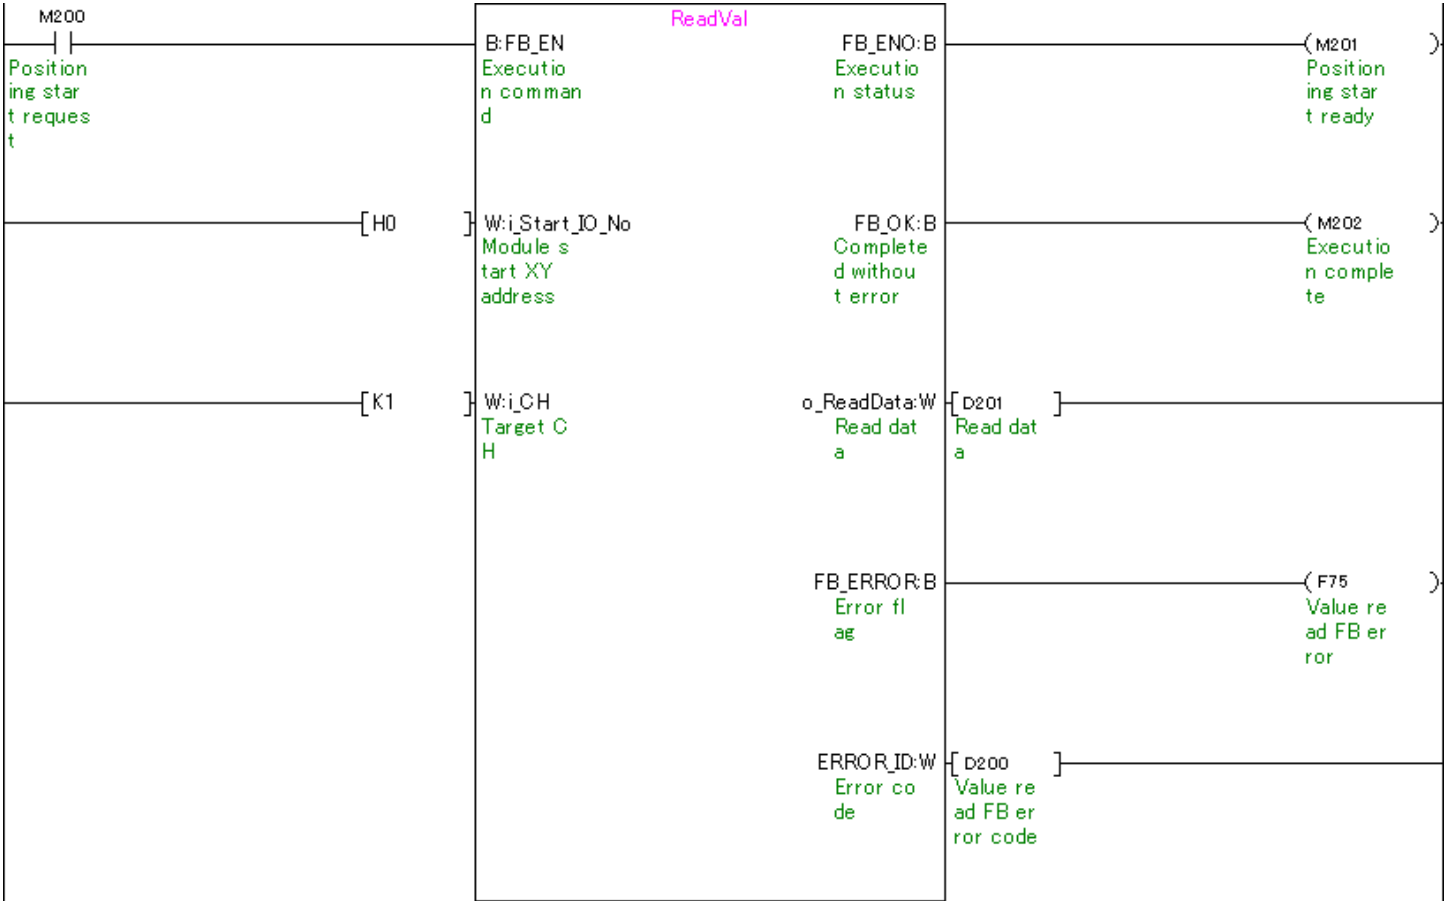 M200
ReadVal
B:FB_EN
FB_ENO:B
M201
Position
ing star
t reques
t
Executio
n comman
d
Executio
n status
Position
ing star
t ready
H0
W:i_Start_IO_No
FB_OK:B
M202
Module s
tart XY
address
Complete
d withou
t error
Executio
n comple
te
K1
W:i_CH
o_ReadData:W
D201
Target C
H
Read dat
a
Read dat
a
FB_ERROR:B
F75
Error fl
ag
Value re
ad FB er
ror
ERROR_ID:W
D200
Error co
de
Value re
ad FB er
ror code